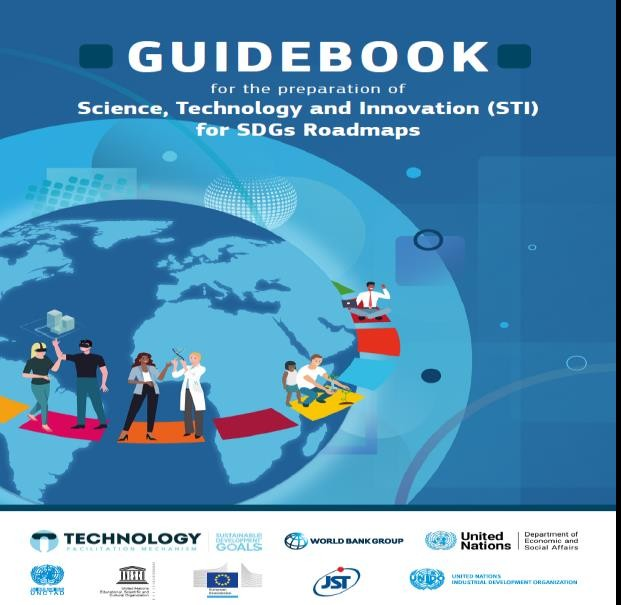 GUIDEBOOK
for the preparation of
Science, Technology and Innovation (STI)
for SDGs Roadmaps
TECHNOLOGY
FACILITATION MECHANISM
SUSTAINABLE
DEVELOPMENT
GOALS
WORLD BANK GROUP
United
Nations
Department of
Economic and
Social Affairs
UNCTAD
UNESCO
United Nations
Educational, Scientific and
Cultural Organization
European
Commission
JST
UNITED NATIONS
INDUSTRIAL DEVELOPMENT ORGANIZATION